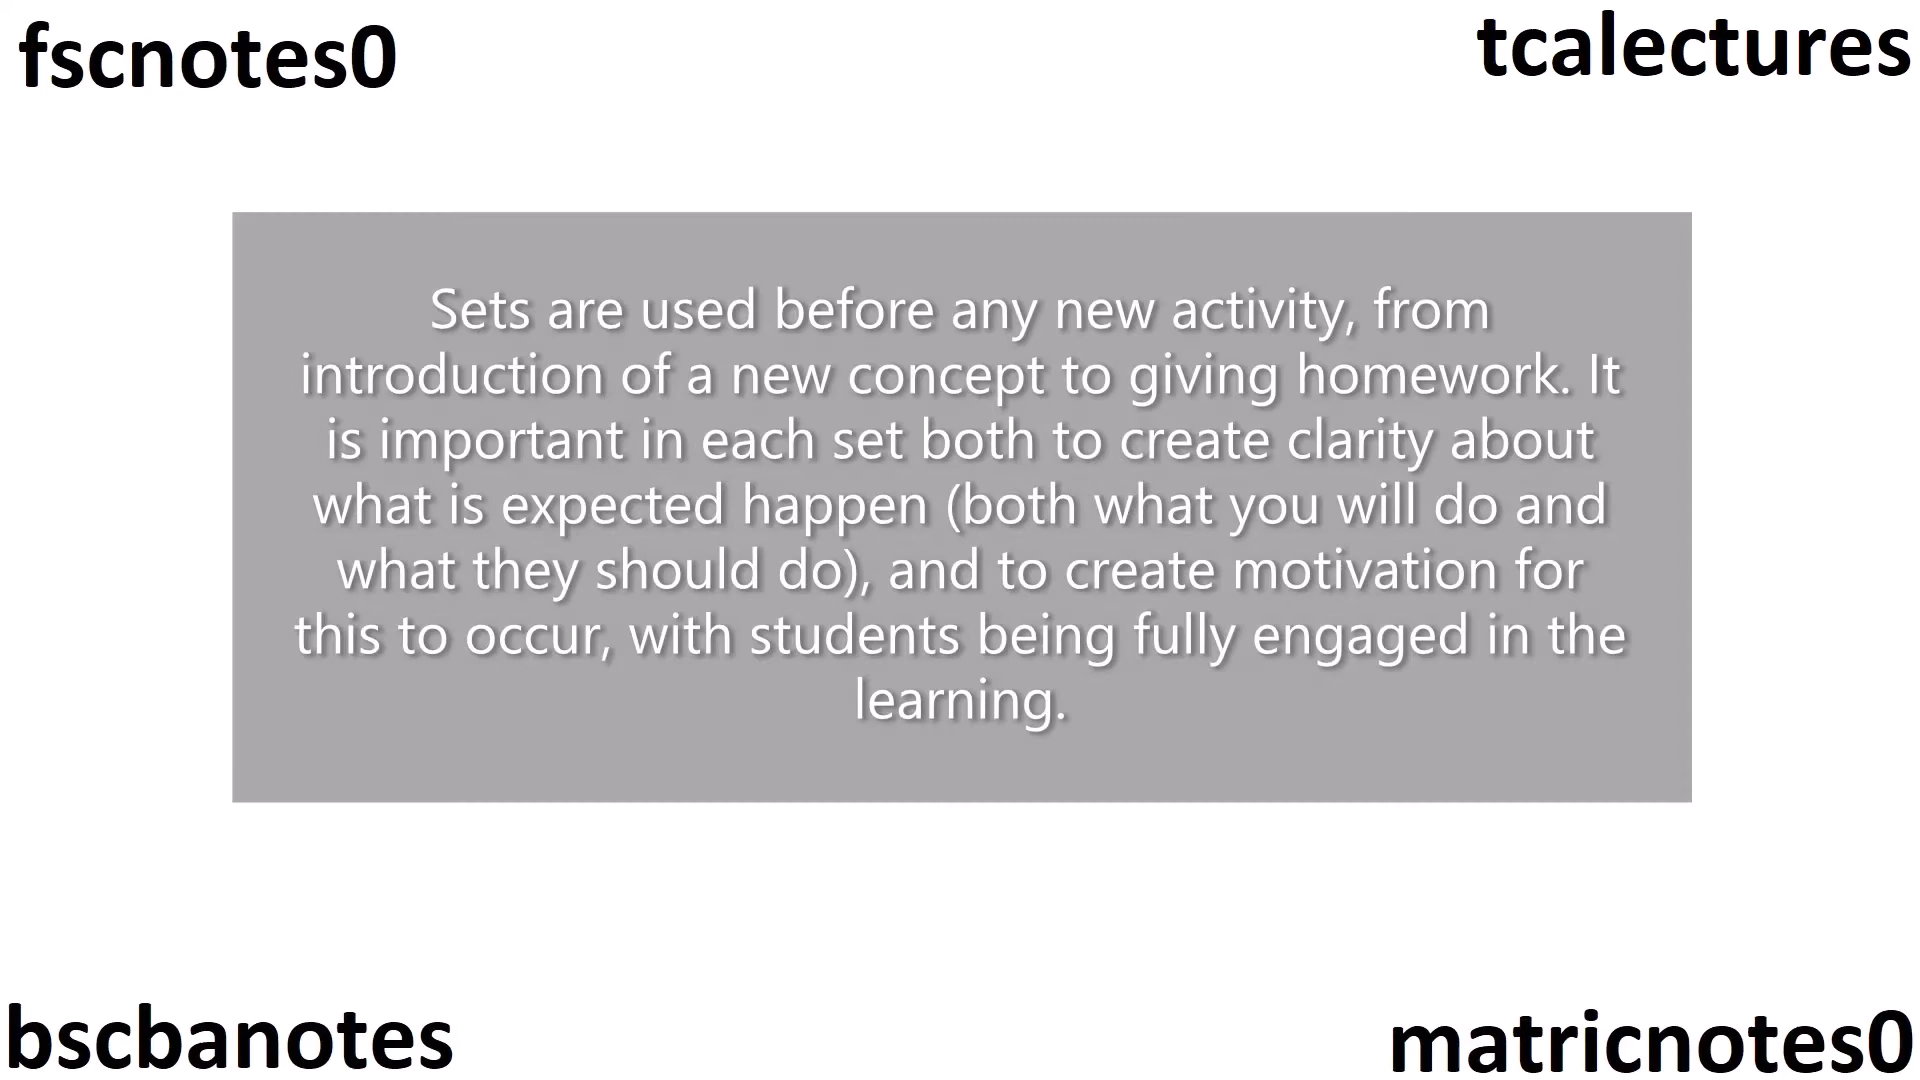 fscnotes0
tcalectures
Sets are used before any new activity, from
introduction of a new concept to giving homework. It
is important in each set both to create clarity about
what is expected happen (both what you will do and
what they should do), and to create motivation for
this to occur, with students being fully engaged in the
learning.
bscbanotes
matricnotes0